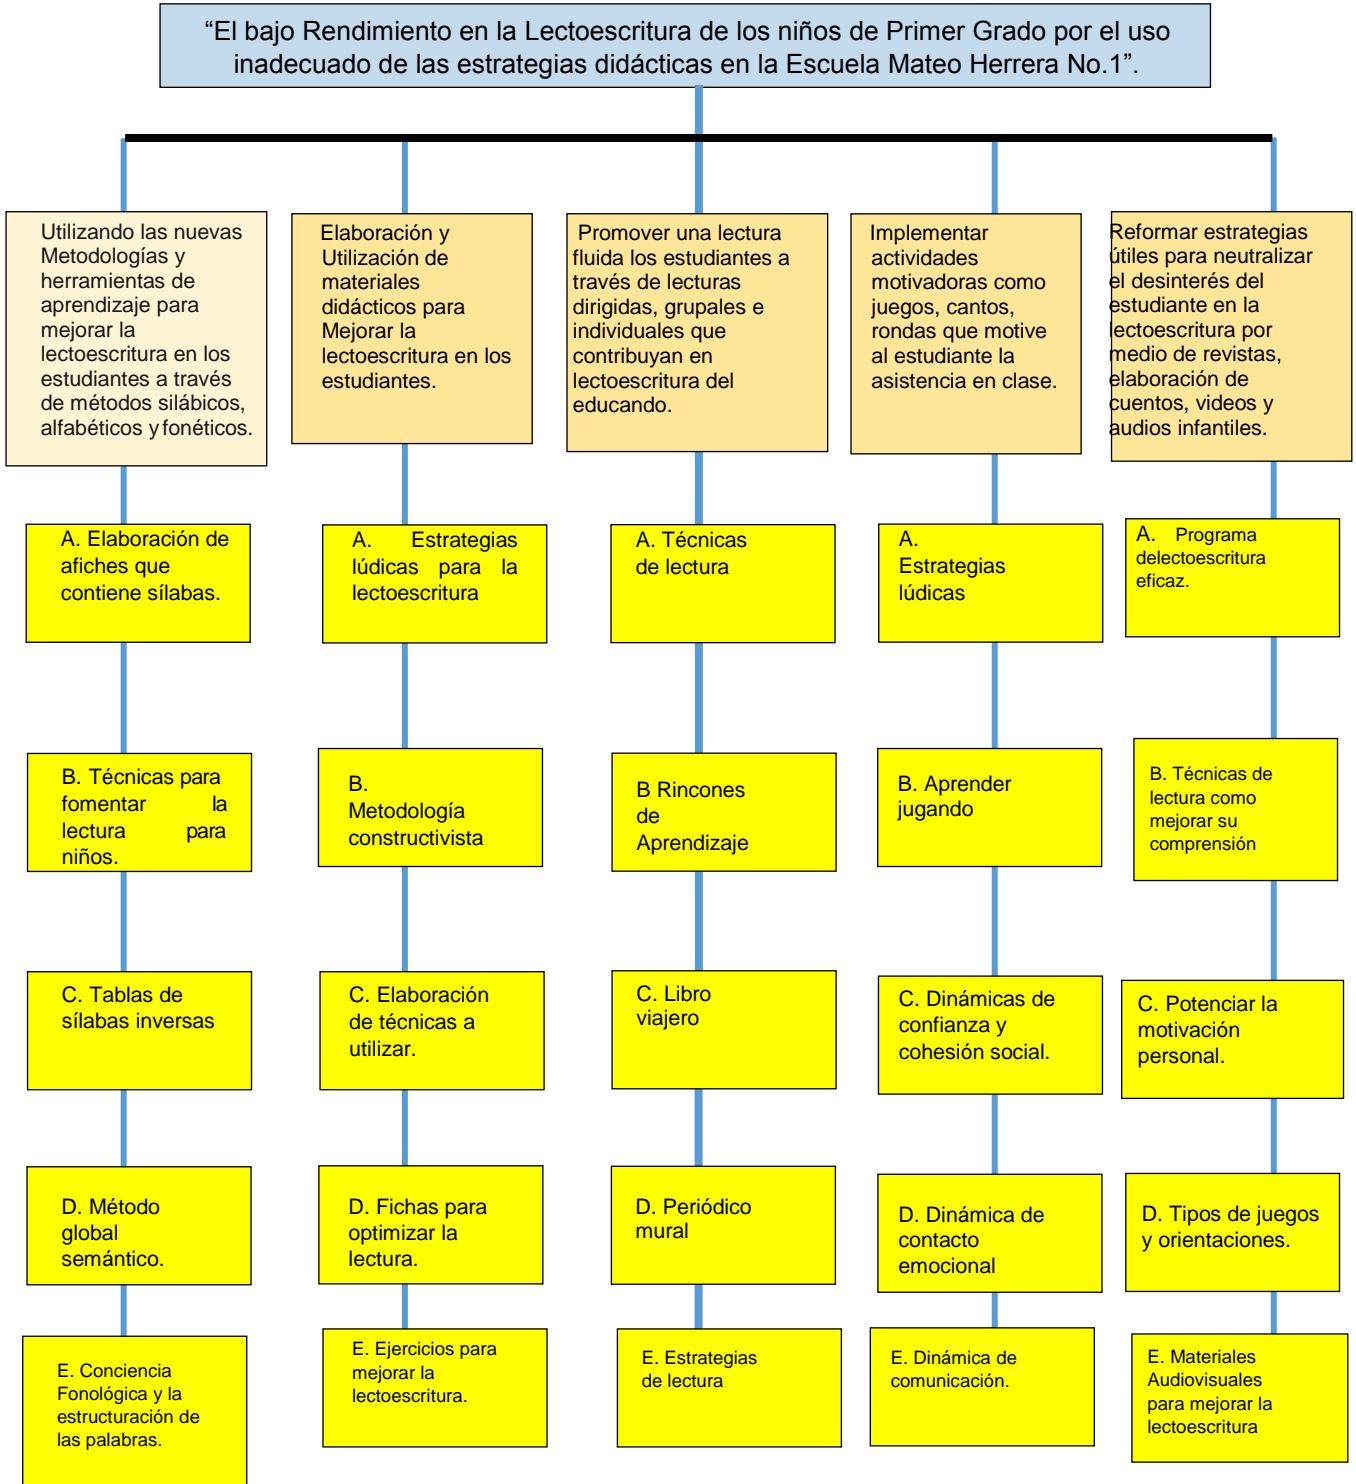 “El bajo Rendimiento en la Lectoescritura de los niños de Primer Grado por el uso
inadecuado de las estrategias didácticas en la Escuela Mateo Herrera No.1”.
Utilizando las nuevas
Metodologías y
herramientas de
aprendizaje para
mejorar la
lectoescritura en los
estudiantes a través
de métodos silábicos,
alfabéticos y fonéticos.
A. Elaboración de
afiches que
contiene sílabas.
B. Técnicas para
fomentar la
lectura para
niños.
C. Tablas de
sílabas inversas
D. Método
global
semántico.
E. Conciencia
Fonológica y la
estructuración de
las palabras.
Elaboración y
Utilización de
materiales
didácticos para
Mejorar la
lectoescritura en los
estudiantes.
A. Estrategias
lúdicas para la
lectoescritura
B.
Metodología
constructivista
C. Elaboración
de técnicas a
utilizar.
D. Fichas para
optimizar la
lectura.
E. Ejercicios para
mejorar la
lectoescritura.
Promover una lectura
fluida los estudiantes a
través de lecturas
dirigidas, grupales e
individuales que
contribuyan en
lectoescritura del
educando.
A. Técnicas
de lectura
B Rincones
de
Aprendizaje
C. Libro
viajero
D. Periódico
mural
E. Estrategias
de lectura
Implementar
actividades
motivadoras como
juegos, cantos,
rondas que motive
al estudiante la
asistencia en clase.
A.
Estrategias
lúdicas
B. Aprender
jugando
C. Dinámicas de
confianza y
cohesión social.
D. Dinámica de
contacto
emocional
E. Dinámica de
comunicación.
Reformar estrategias
útiles para neutralizar
el desinterés del
estudiante en la
lectoescritura por
medio de revistas,
elaboración de
cuentos, videos y
audios infantiles.
A. Programa
delectoescritura
eficaz.
B. Técnicas de
lectura como
mejorar su
comprensión
C. Potenciar la
motivación
personal.
D. Tipos de juegos
y orientaciones.
E. Materiales
Audiovisuales
para mejorar la
lectoescritura